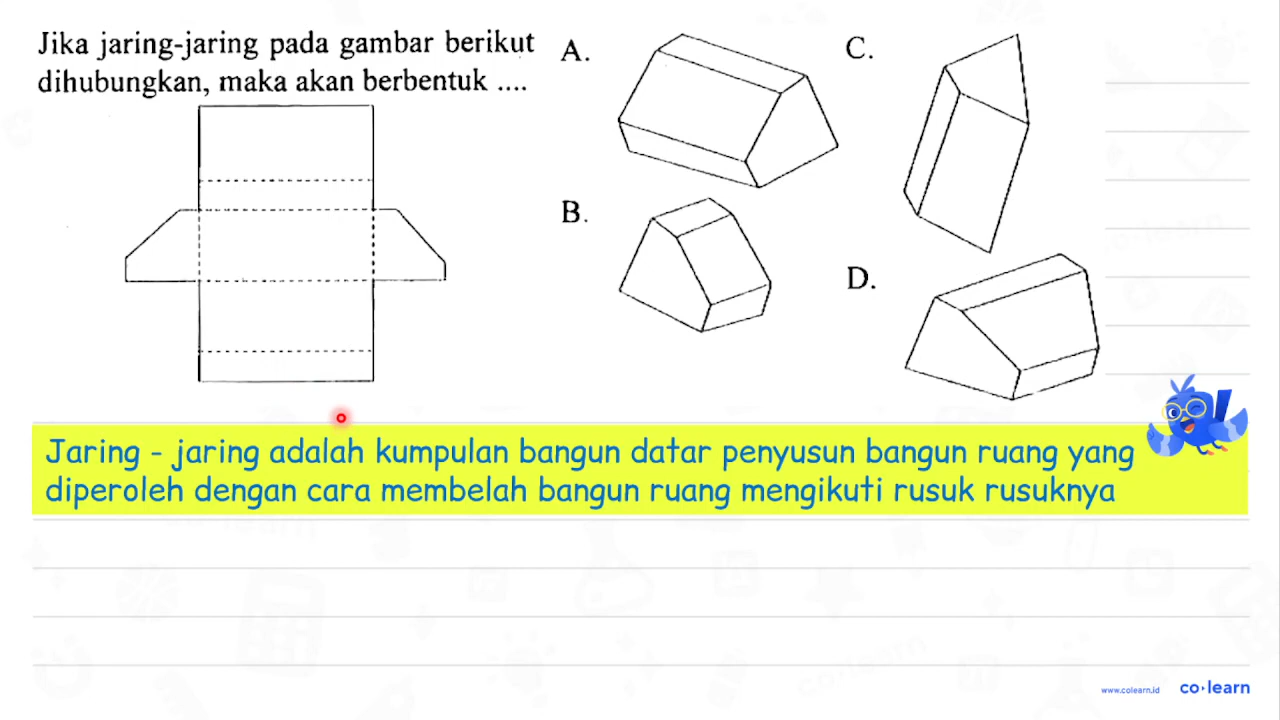 Jika jaring-jaring pada gambar berikut
dihubungkan, maka akan berbentuk ....
A.
B.
C.
D.
Jaring - jaring adalah kumpulan bangun datar penyusun bangun ruang yang
diperoleh dengan cara membelah bangun ruang mengikuti rusuk rusuknya
www.colearn.id co·learn